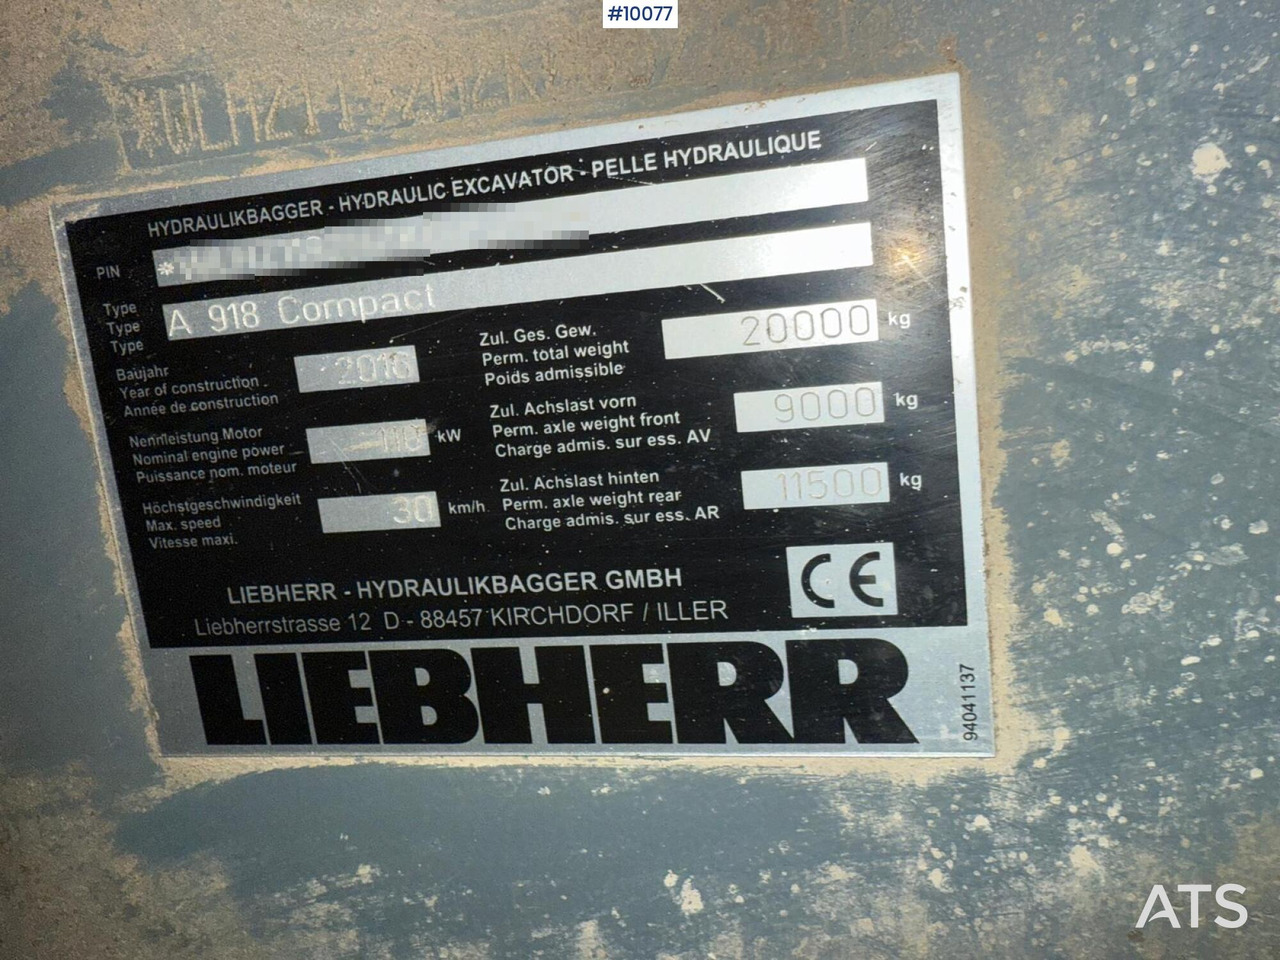 #10077
HYDRAULIKBAGGER - HYDRAULIC EXCAVATOR - PELLE HYDRAULIQUE
PIN *
Type
Type A 918 Compact
Type
Baujahr
Year of construction 2016
Année de construction
Nennleistung Motor
Nominal engine power 110 kW
Puissance nom. moteur
Höchstgeschwindigkeit
Max. speed 30 km/h
Vitesse maxi.
Zul. Ges. Gew.
Perm. total weight 20000 kg
Poids admissible
Zul. Achslast vorn
Perm. axle weight front 9000 kg
Charge admis. sur ess. AV
Zul. Achslast hinten
Perm. axle weight rear 11500 kg
Charge admis. sur ess. AR
LIEBHERR - HYDRAULIKBAGGER GMBH
Liebherrstrasse 12 D - 88457 KIRCHDORF / ILLER
CE
LIEBHERR
94041137
ATS